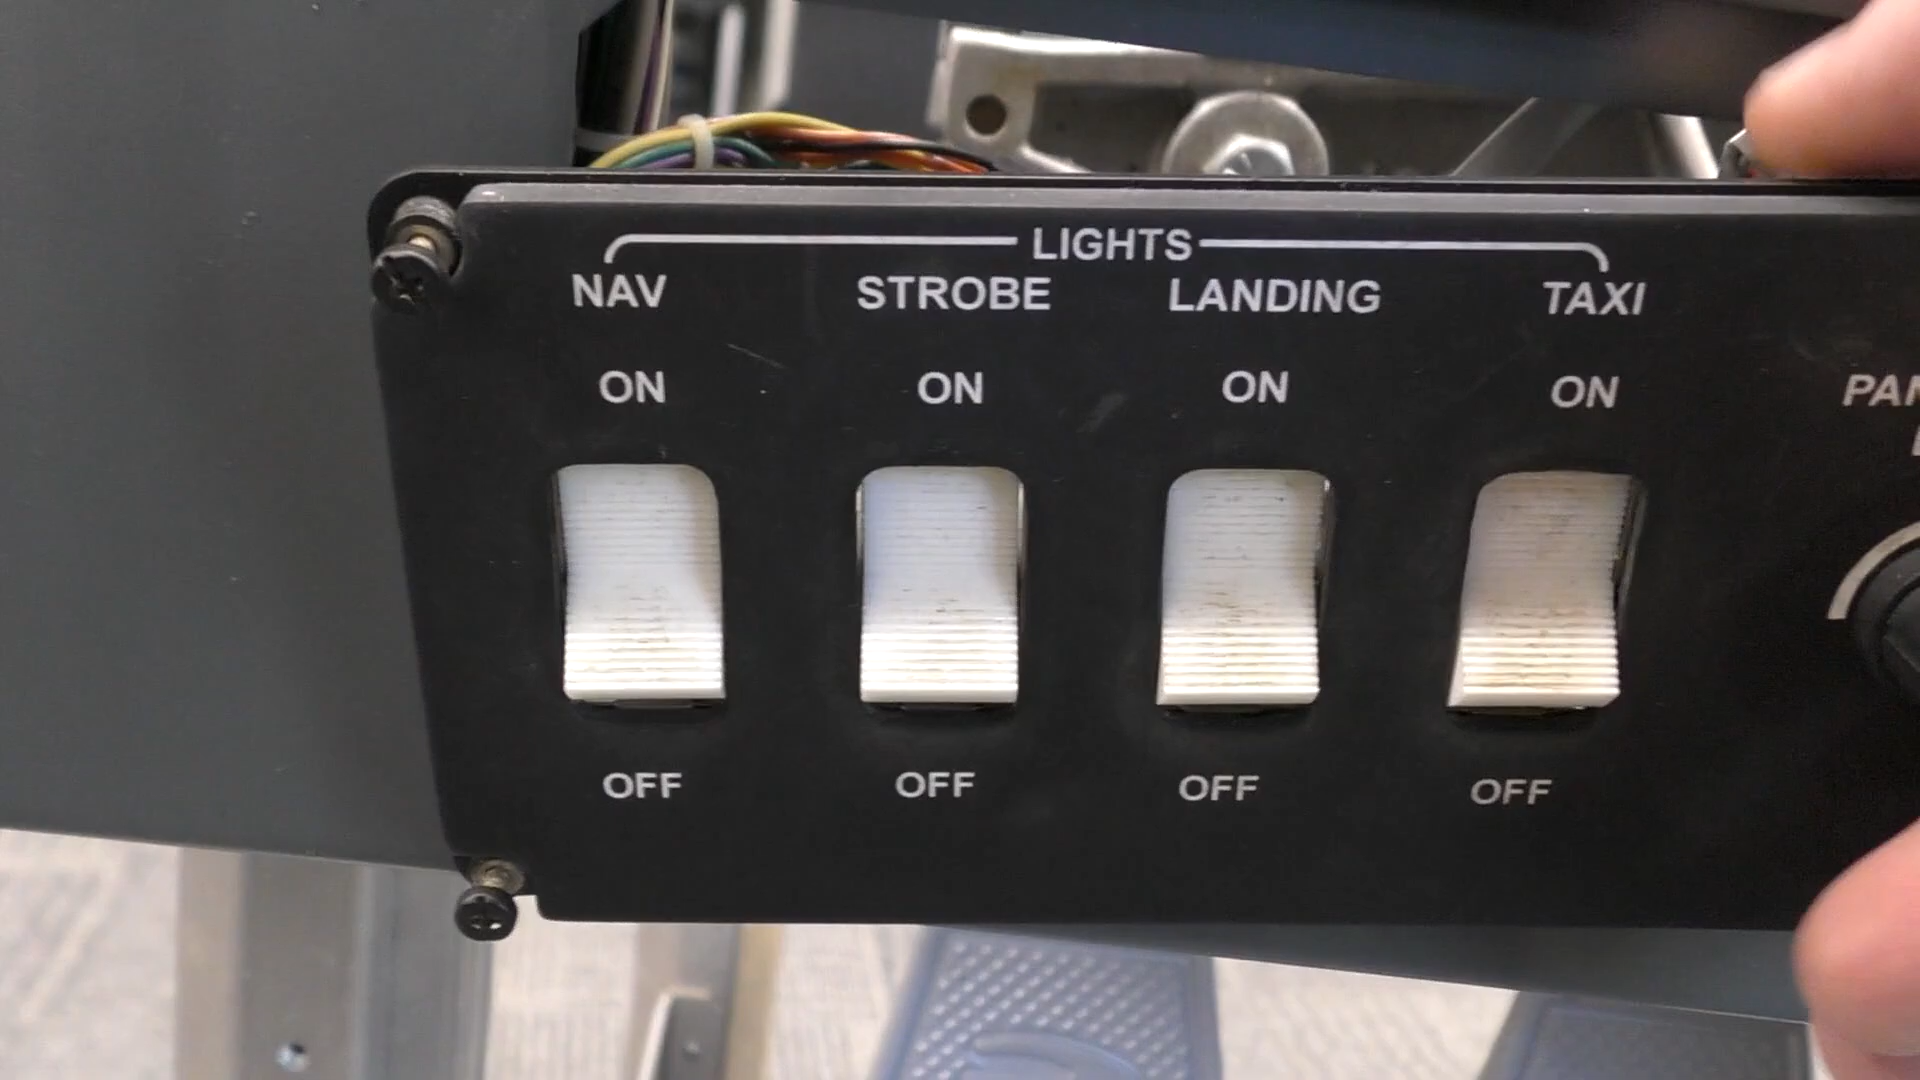 LIGHTS
NAV STROBE LANDING TAXI
ON ON ON ON
OFF OFF OFF OFF